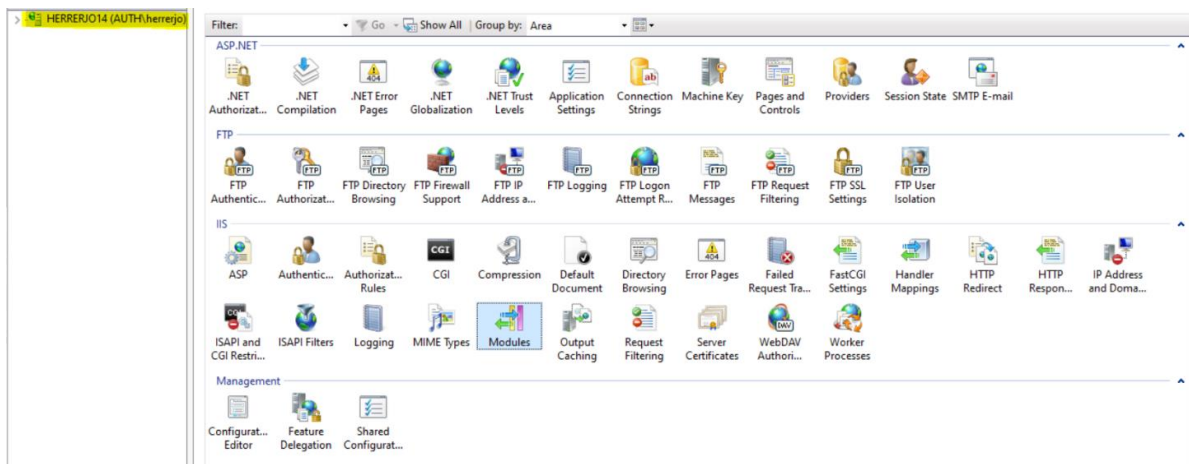 HERRERJO14 (AUTH\herrerjo)
Filter: Go Show All Group by: Area
ASP.NET
.NET Authorizat...
.NET Compilation
.NET Error Pages
.NET Globalization
.NET Trust Levels
Application Settings
Connection Strings
Machine Key
Pages and Controls
Providers
Session State
SMTP E-mail
FTP
FTP Authentic...
FTP Authorizat...
FTP Directory Browsing
FTP Firewall Support
FTP IP Address a...
FTP Logging
FTP Logon Attempt R...
FTP Messages
FTP Request Filtering
FTP SSL Settings
FTP User Isolation
IIS
ASP
Authentic...
Authorizat... Rules
CGI
Compression
Default Document
Directory Browsing
Error Pages
Failed Request Tra...
FastCGI Settings
Handler Mappings
HTTP Redirect
HTTP Respon...
IP Address and Doma...
ISAPI and CGI Restri...
ISAPI Filters
Logging
MIME Types
Modules
Output Caching
Request Filtering
Server Certificates
WebDAV Authori...
Worker Processes
Management
Configurat... Editor
Feature Delegation
Shared Configurat...